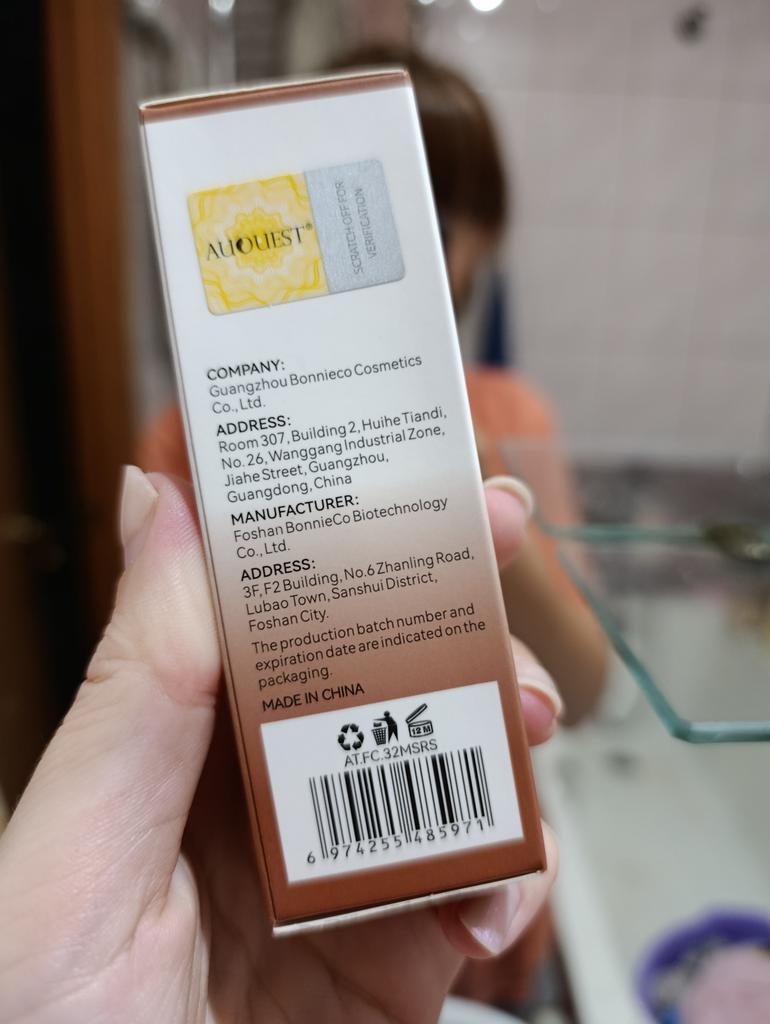 AUQUEST®
SCRATCH OFF FOR
VERIFICATION
COMPANY:
Guangzhou Bonnieco Cosmetics
Co., Ltd.
ADDRESS:
Room 307, Building 2, Huihe Tiandi,
No. 26, Wanggang Industrial Zone,
Jiahe Street, Guangzhou,
Guangdong, China
MANUFACTURER:
Foshan BonnieCo Biotechnology
Co., Ltd.
ADDRESS:
3F, F2 Building, No.6 Zhanling Road,
Lubao Town, Sanshui District,
Foshan City.
The production batch number and
expiration date are indicated on the
packaging.
MADE IN CHINA
12 M
AT.FC.32MSRS
6 974255 485971